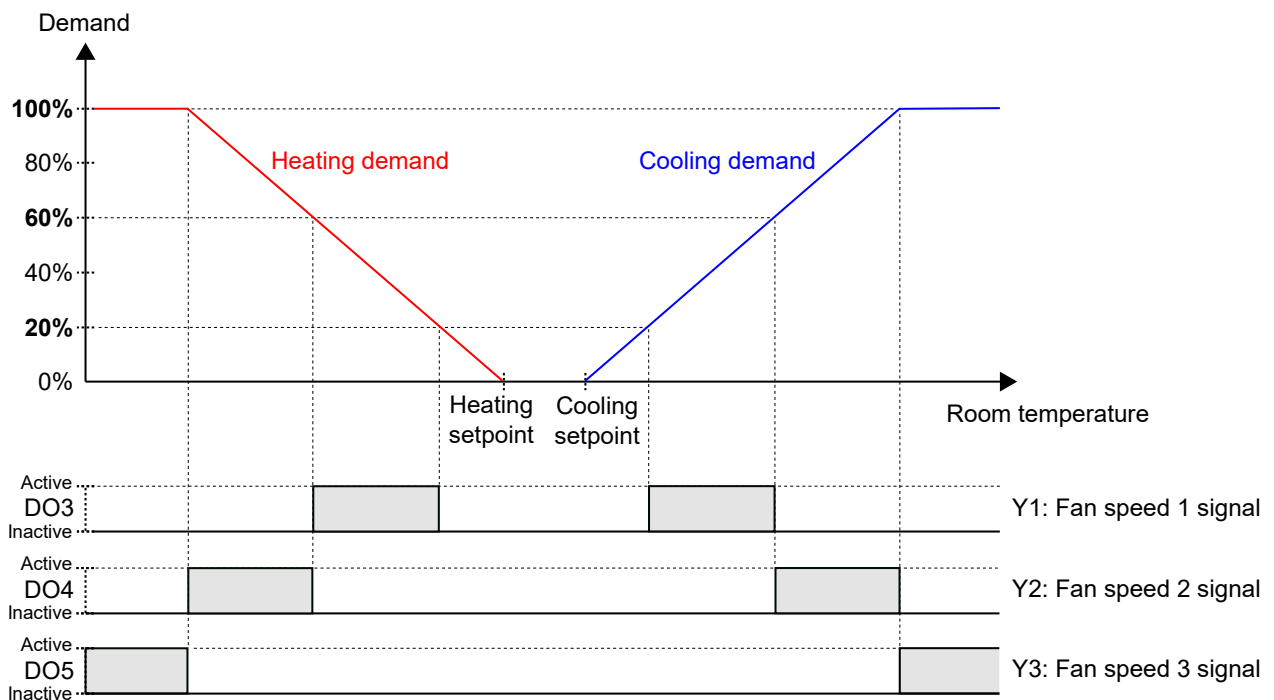 Demand
100%
80%
60%
40%
20%
0%
Heating demand
Cooling demand
Heating
setpoint
Cooling
setpoint
Room temperature
Active
DO3
Inactive
Y1: Fan speed 1 signal
Active
DO4
Inactive
Y2: Fan speed 2 signal
Active
DO5
Inactive
Y3: Fan speed 3 signal